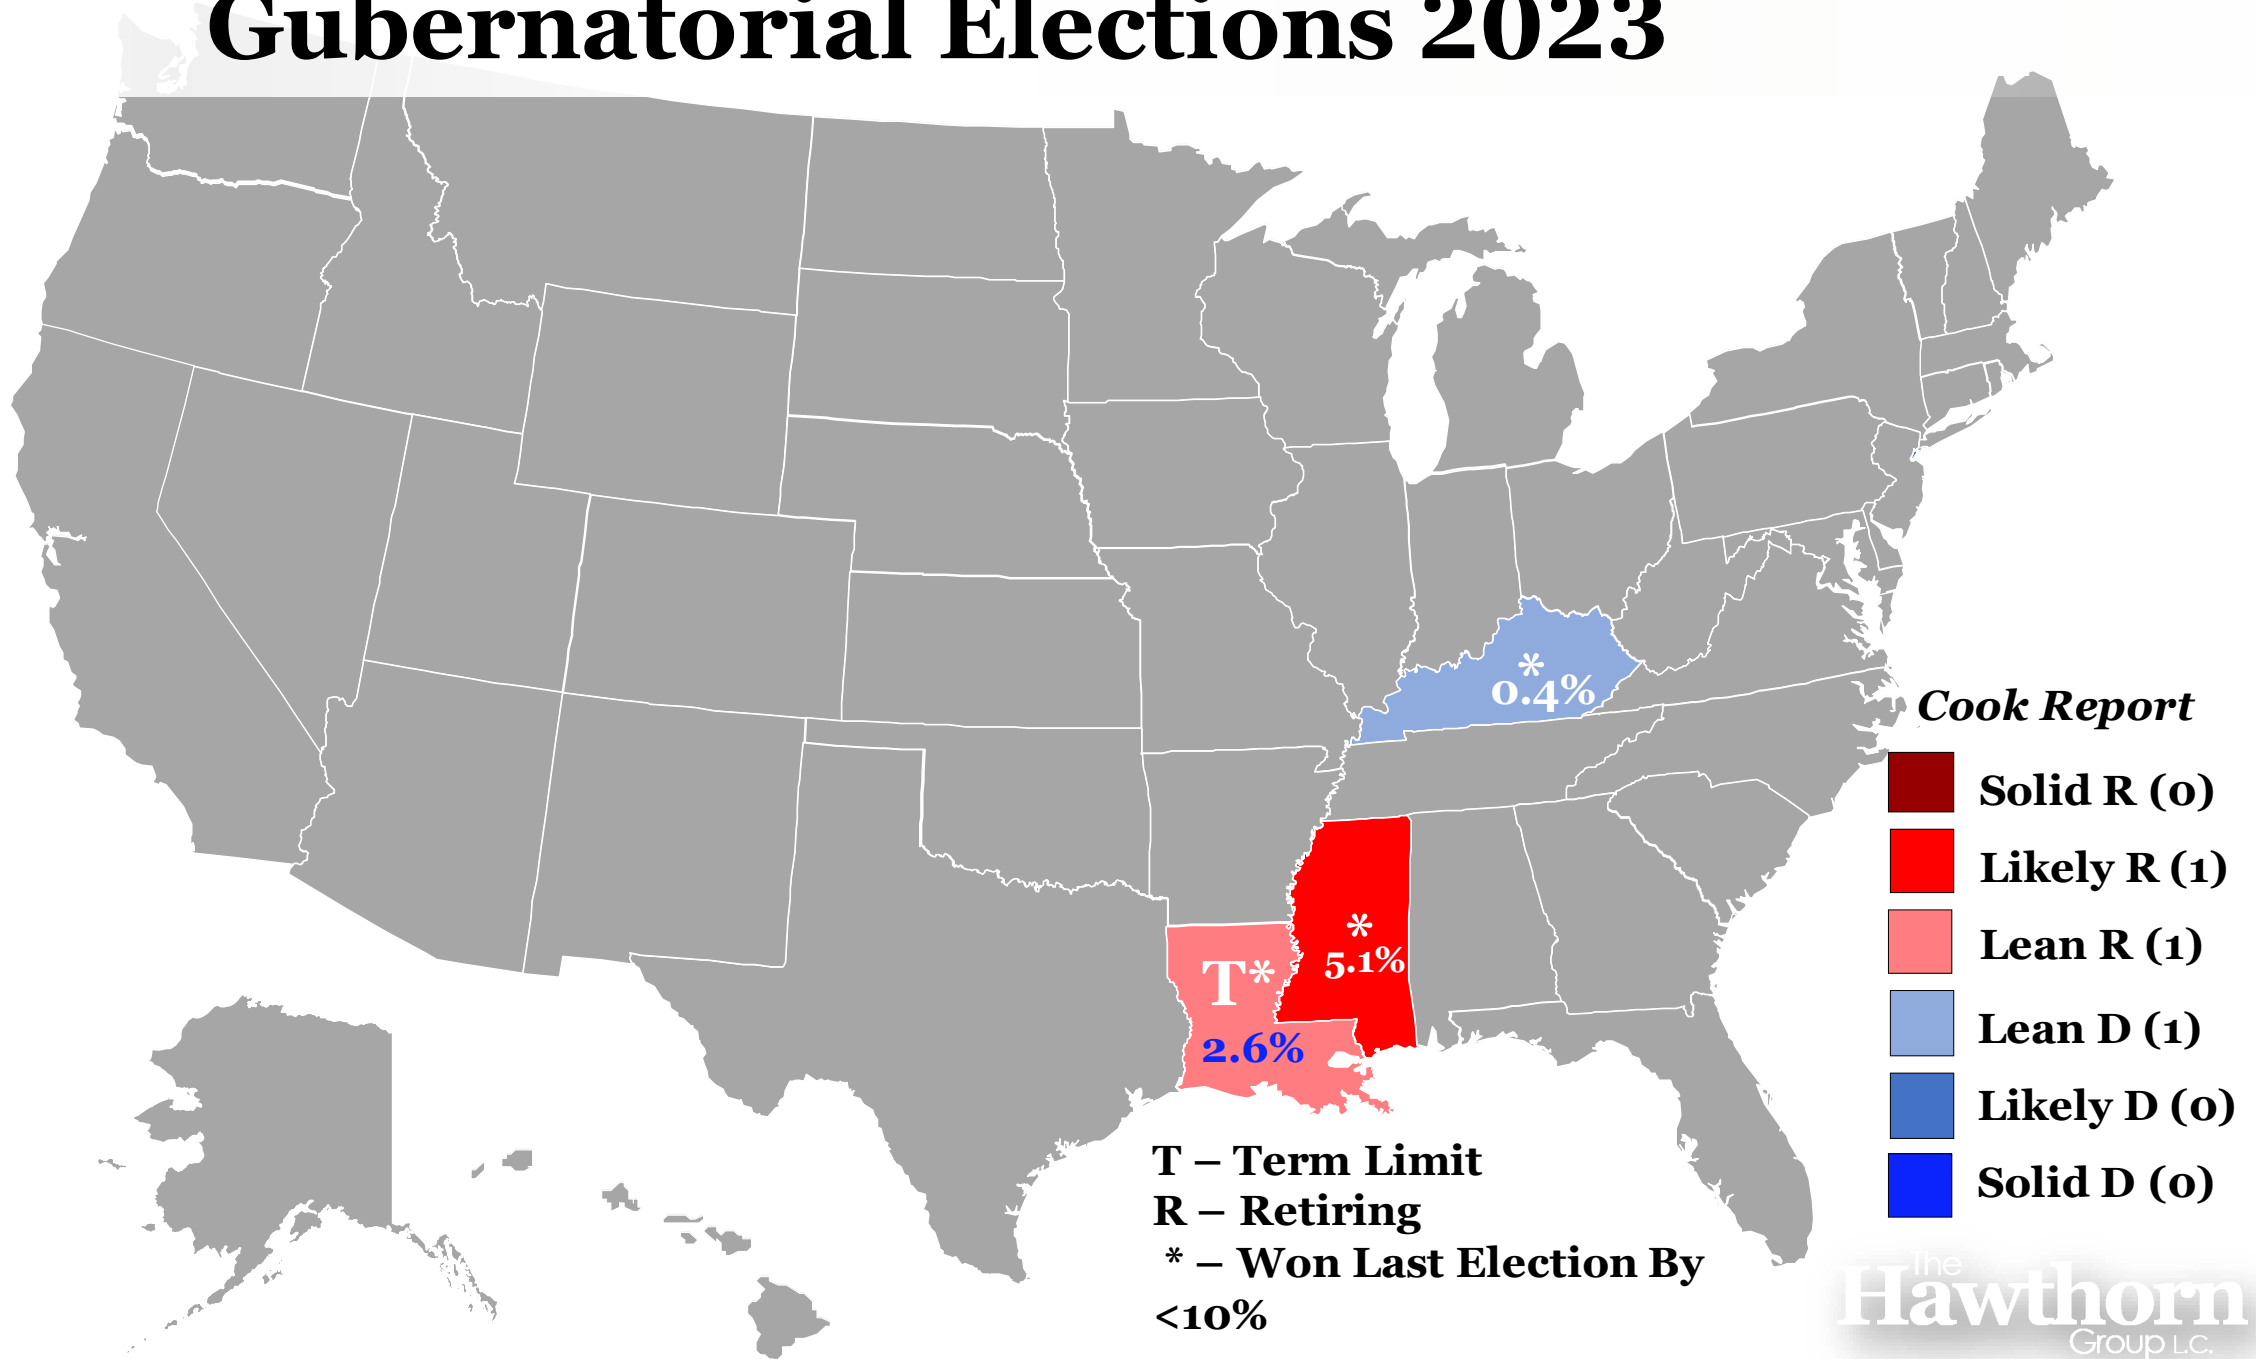 Gubernatorial Elections 2023
*
0.4%
Cook Report
Solid R (0)
Likely R (1)
*
5.1%
Lean R (1)
T*
2.6%
Lean D (1)
Likely D (0)
Solid D (0)
T – Term Limit
R – Retiring
* – Won Last Election By
<10%
The
Hawthorn
Group L.C.